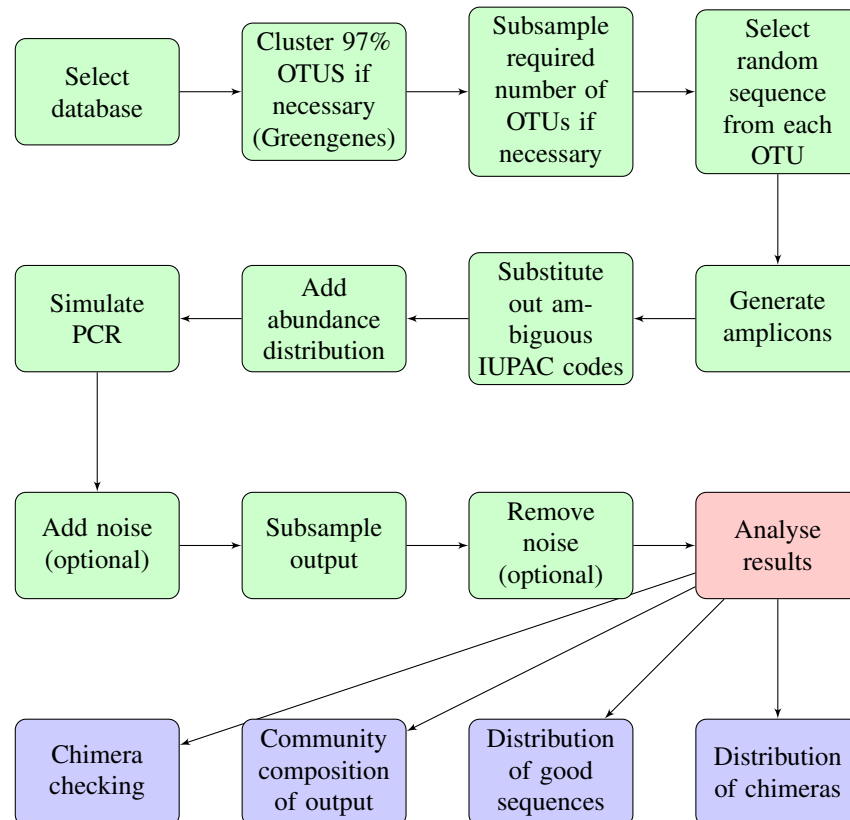 Select
database
Cluster 97%
OTUS if
necessary
(Greengenes)
Subsample
required
number of
OTUs if
necessary
Select
random
sequence
from each
OTU
Simulate
PCR
Add
abundance
distribution
Substitute
out am-
biguous
IUPAC codes
Generate
amplicons
Add noise
(optional)
Subsample
output
Remove
noise
(optional)
Analyse
results
Chimera
checking
Community
composition
of output
Distribution
of good
sequences
Distribution
of chimeras